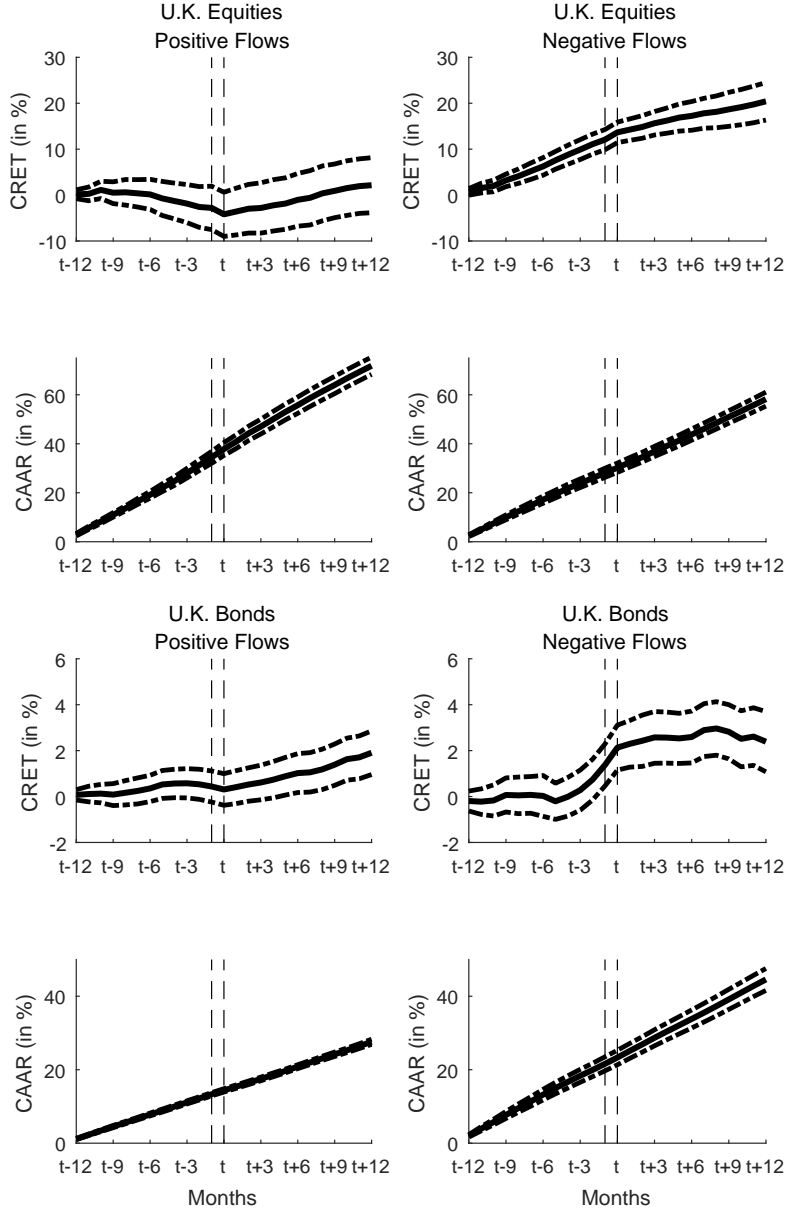 U.K. Equities
Positive Flows
30
20
10
0
-10
CRET (in %)
t-12 t-9 t-6 t-3 t t+3 t+6 t+9 t+12
U.K. Equities
Negative Flows
30
20
10
0
-10
CRET (in %)
t-12 t-9 t-6 t-3 t t+3 t+6 t+9 t+12
60
40
20
0
CAAR (in %)
t-12 t-9 t-6 t-3 t t+3 t+6 t+9 t+12
60
40
20
0
CAAR (in %)
t-12 t-9 t-6 t-3 t t+3 t+6 t+9 t+12
U.K. Bonds
Positive Flows
6
4
2
0
-2
CRET (in %)
t-12 t-9 t-6 t-3 t t+3 t+6 t+9 t+12
U.K. Bonds
Negative Flows
6
4
2
0
-2
CRET (in %)
t-12 t-9 t-6 t-3 t t+3 t+6 t+9 t+12
40
20
0
CAAR (in %)
t-12 t-9 t-6 t-3 t t+3 t+6 t+9 t+12
Months
40
20
0
CAAR (in %)
t-12 t-9 t-6 t-3 t t+3 t+6 t+9 t+12
Months